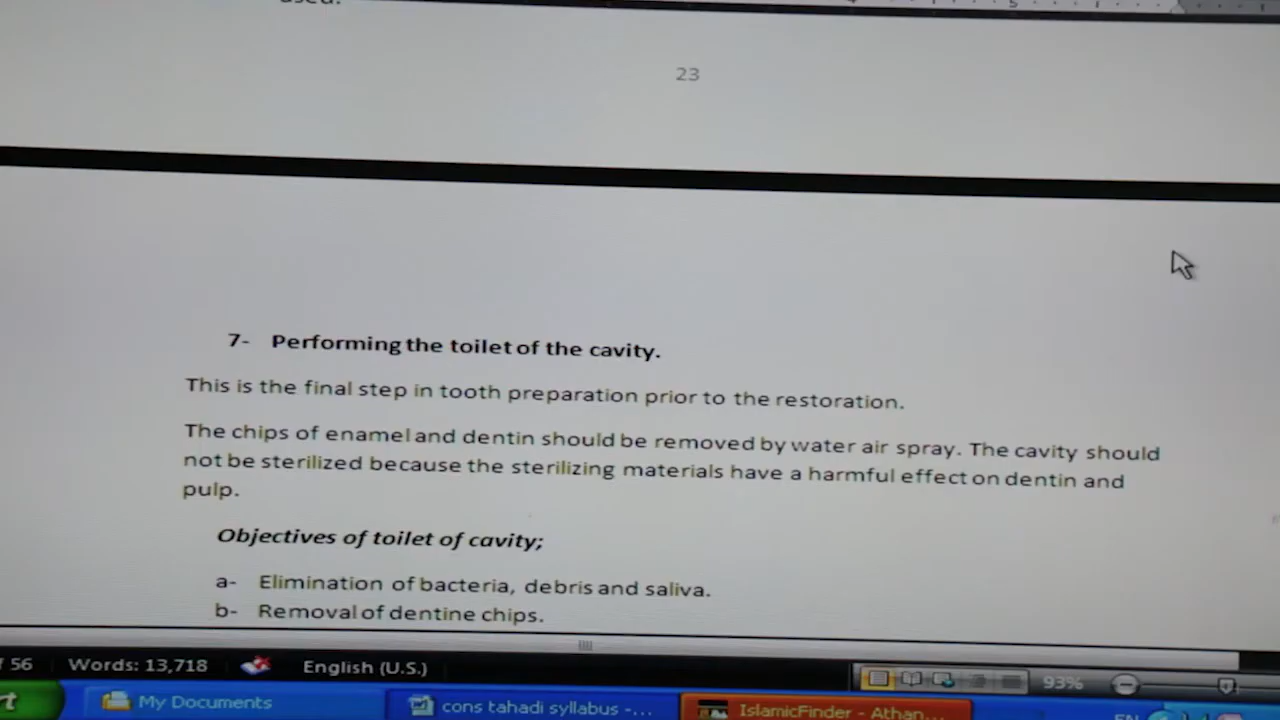 used.
23
7- Performing the toilet of the cavity.
This is the final step in tooth preparation prior to the restoration.
The chips of enamel and dentin should be removed by water air spray. The cavity should
not be sterilized because the sterilizing materials have a harmful effect on dentin and
pulp.
Objectives of toilet of cavity;
a- Elimination of bacteria, debris and saliva.
b- Removal of dentine chips.
56 Words: 13,718 English (U.S.) 93%
My Documents cons tahadi syllabus -... IslamicFinder - Athan... EN